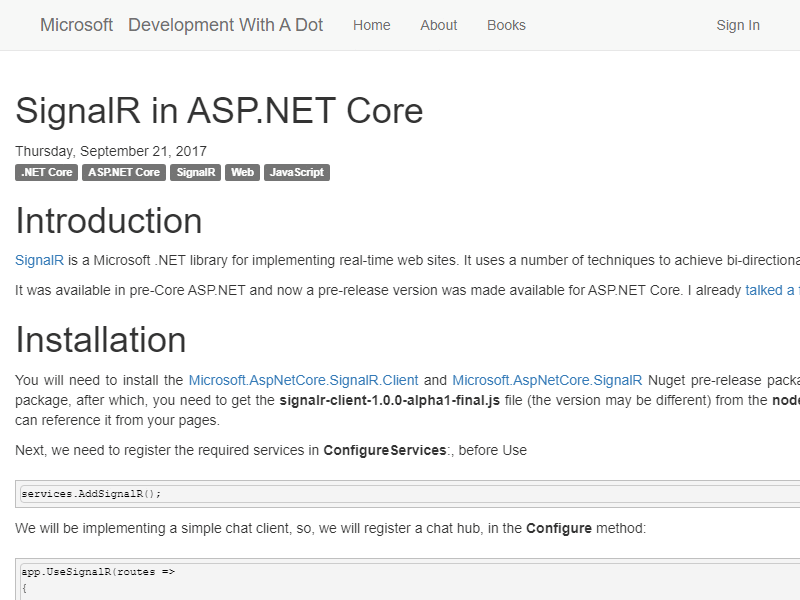 Microsoft Development With A Dot Home About Books Sign In
SignalR in ASP.NET Core
Thursday, September 21, 2017
.NET Core ASP.NET Core SignalR Web JavaScript
Introduction
SignalR is a Microsoft .NET library for implementing real-time web sites. It uses a number of techniques to achieve bi-directiona
It was available in pre-Core ASP.NET and now a pre-release version was made available for ASP.NET Core. I already talked a
Installation
You will need to install the Microsoft.AspNetCore.SignalR.Client and Microsoft.AspNetCore.SignalR Nuget pre-release packa
package, after which, you need to get the signalr-client-1.0.0-alpha1-final.js file (the version may be different) from the node
can reference it from your pages.
Next, we need to register the required services in ConfigureServices:, before Use
services.AddSignalR();
We will be implementing a simple chat client, so, we will register a chat hub, in the Configure method:
app.UseSignalR(routes =>
{